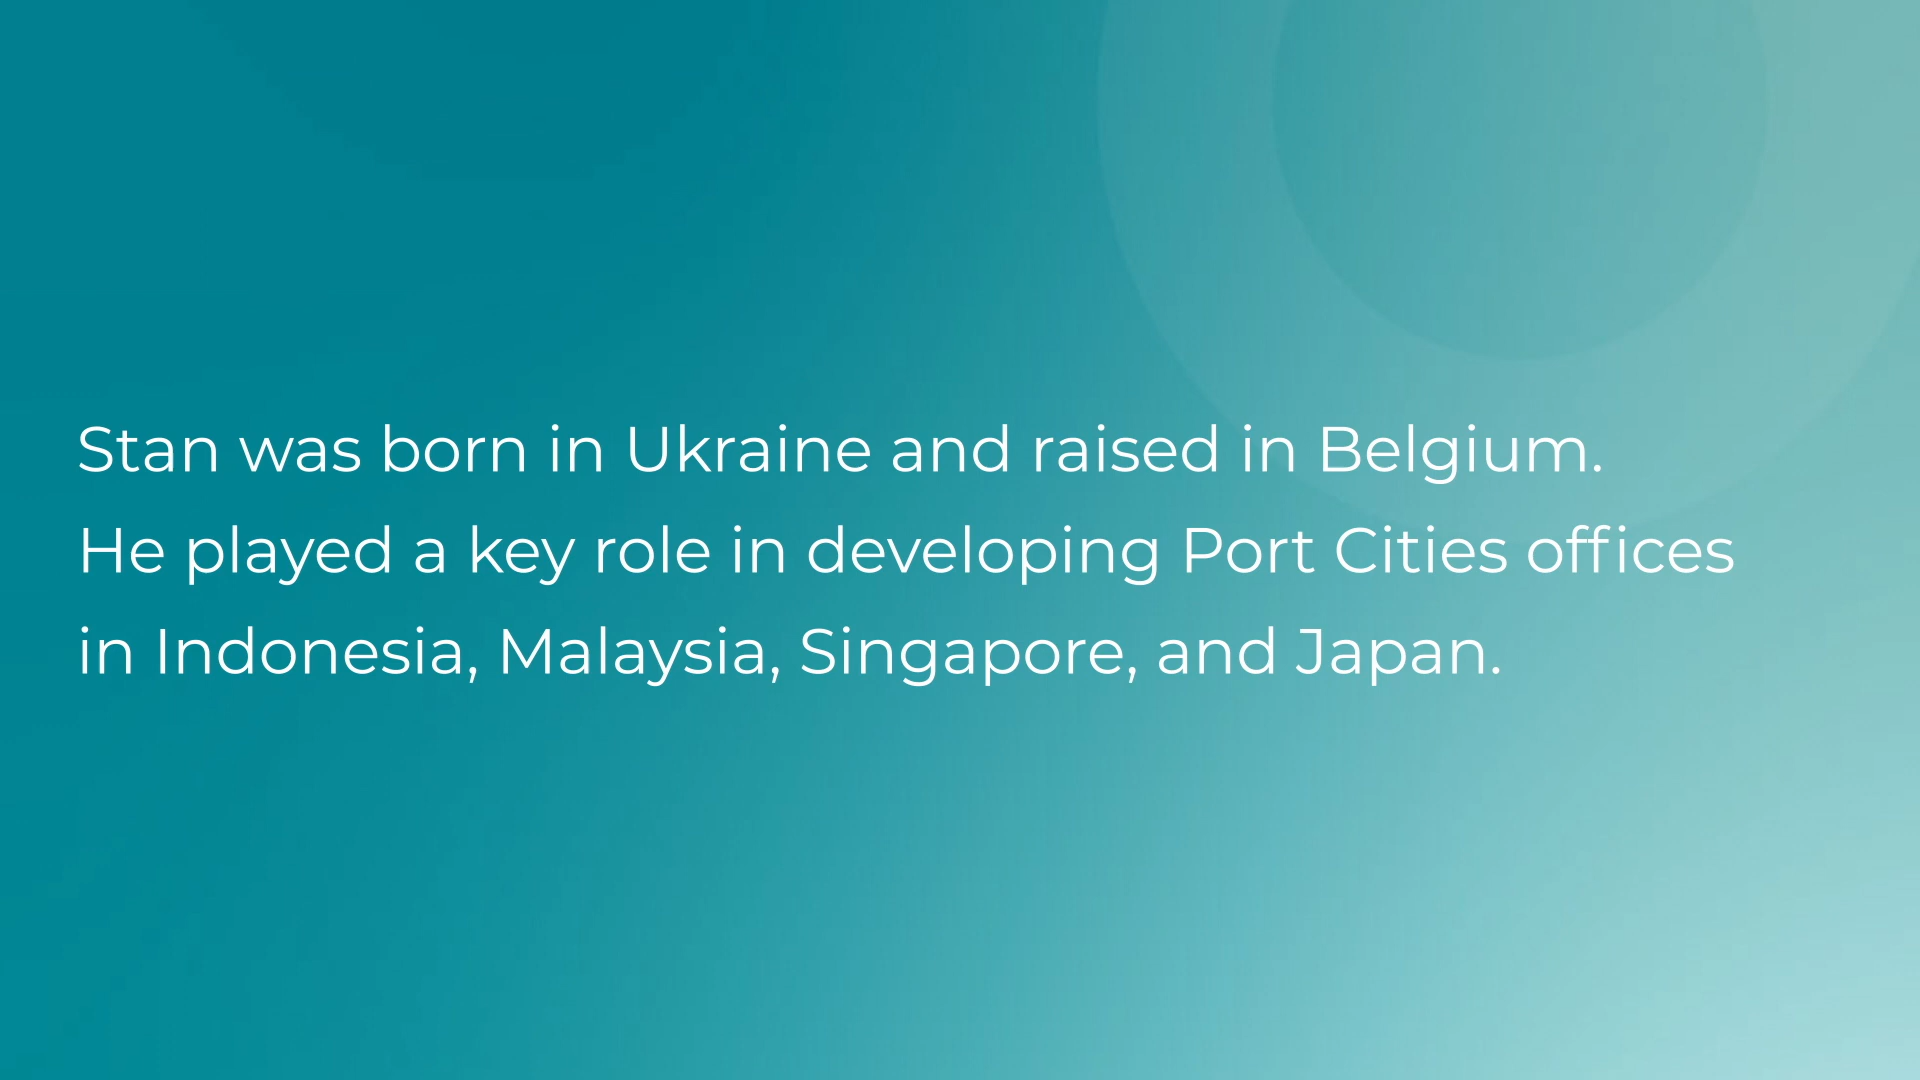 Stan was born in Ukraine and raised in Belgium.
He played a key role in developing Port Cities offices
in Indonesia, Malaysia, Singapore, and Japan.